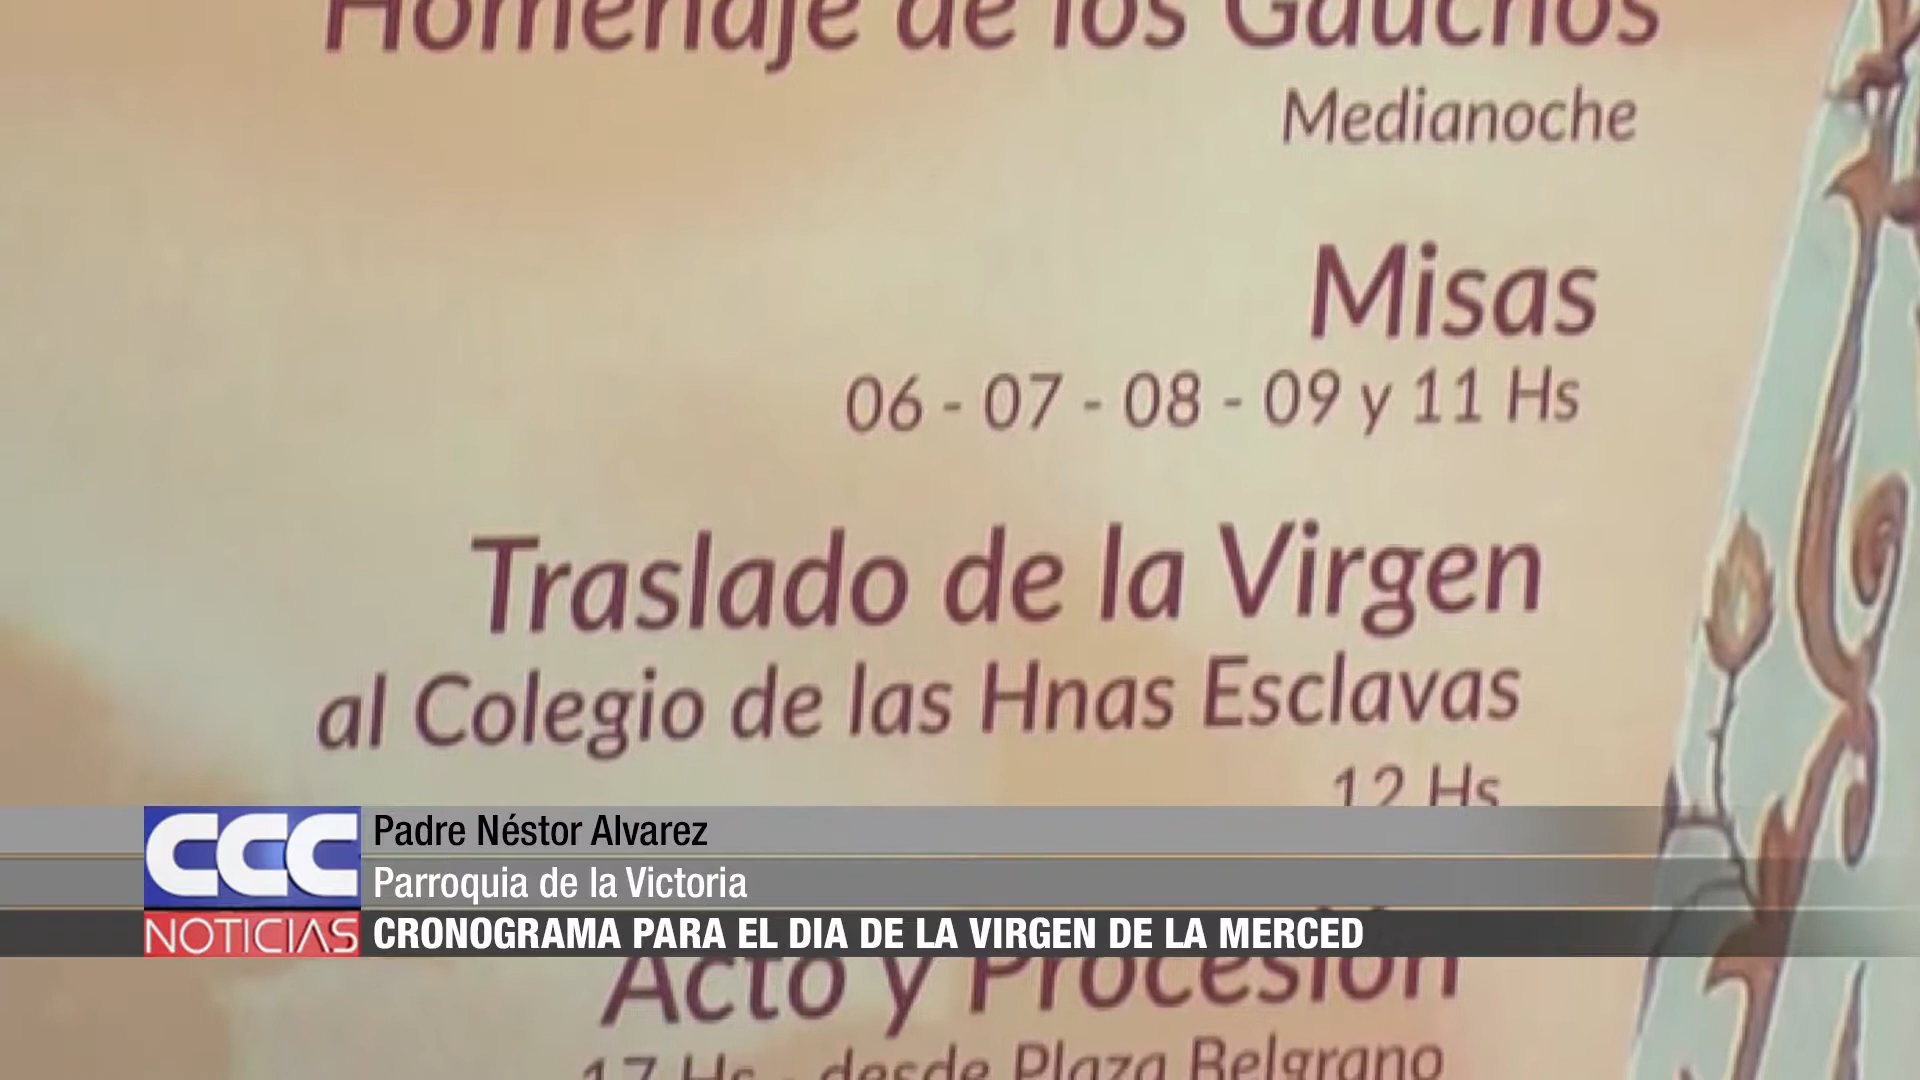 Homenaje de los Gauchos
Medianoche
Misas
06 - 07 - 08 - 09 y 11 Hs
Traslado de la Virgen
al Colegio de las Hnas Esclavas
12 Hs
CCC
NOTICIAS
Padre Néstor Alvarez
Parroquia de la Victoria
CRONOGRAMA PARA EL DIA DE LA VIRGEN DE LA MERCED
Acto y Procesión
17 Hs - desde Plaza Belgrano